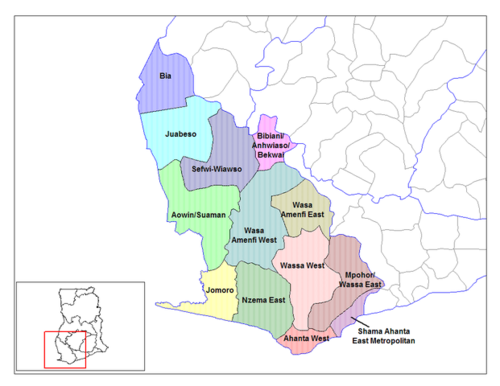 Bia
Juabeso
Bibiani/
Anhwiaso/
Bekwai
Sefwi-Wiawso
Aowin/Suaman
Wasa
Amenfi East
Wasa
Amenfi West
Wassa West
Mpohor/
Wassa East
Jomoro
Nzema East
Ahanta West
Shama Ahanta
East Metropolitan